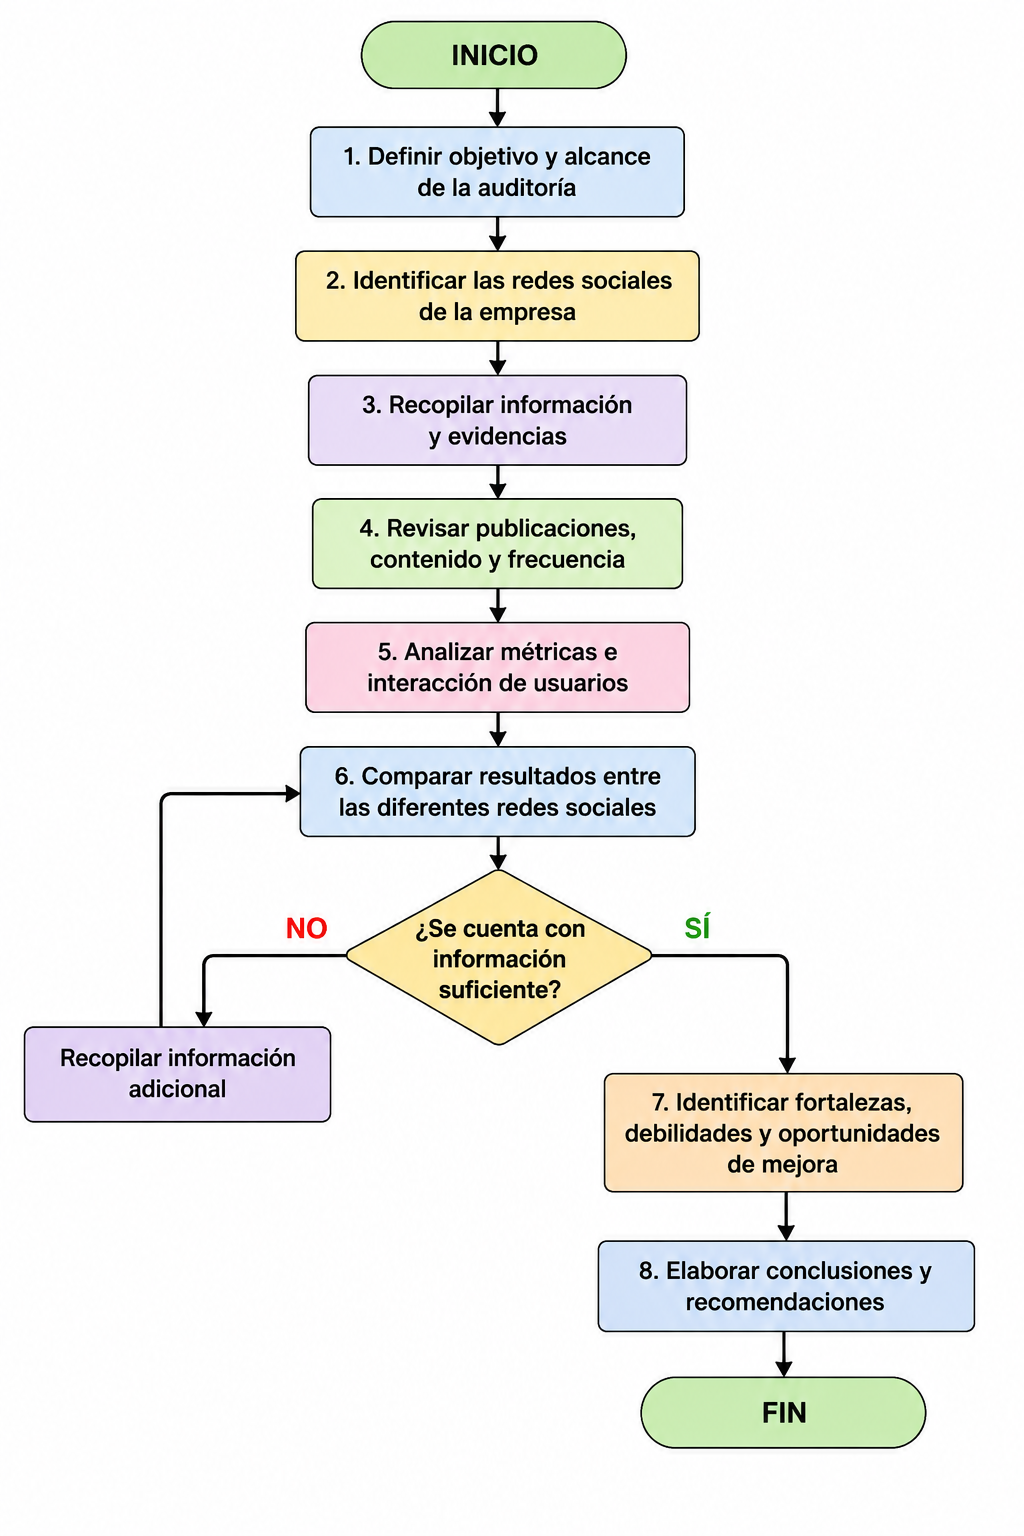 INICIO
1. Definir objetivo y alcance
de la auditoría
2. Identificar las redes sociales
de la empresa
3. Recopilar información
y evidencias
4. Revisar publicaciones,
contenido y frecuencia
5. Analizar métricas e
interacción de usuarios
6. Comparar resultados entre
las diferentes redes sociales
¿Se cuenta con
información
suficiente?
NO
SÍ
Recopilar información
adicional
7. Identificar fortalezas,
debilidades y oportunidades
de mejora
8. Elaborar conclusiones y
recomendaciones
FIN